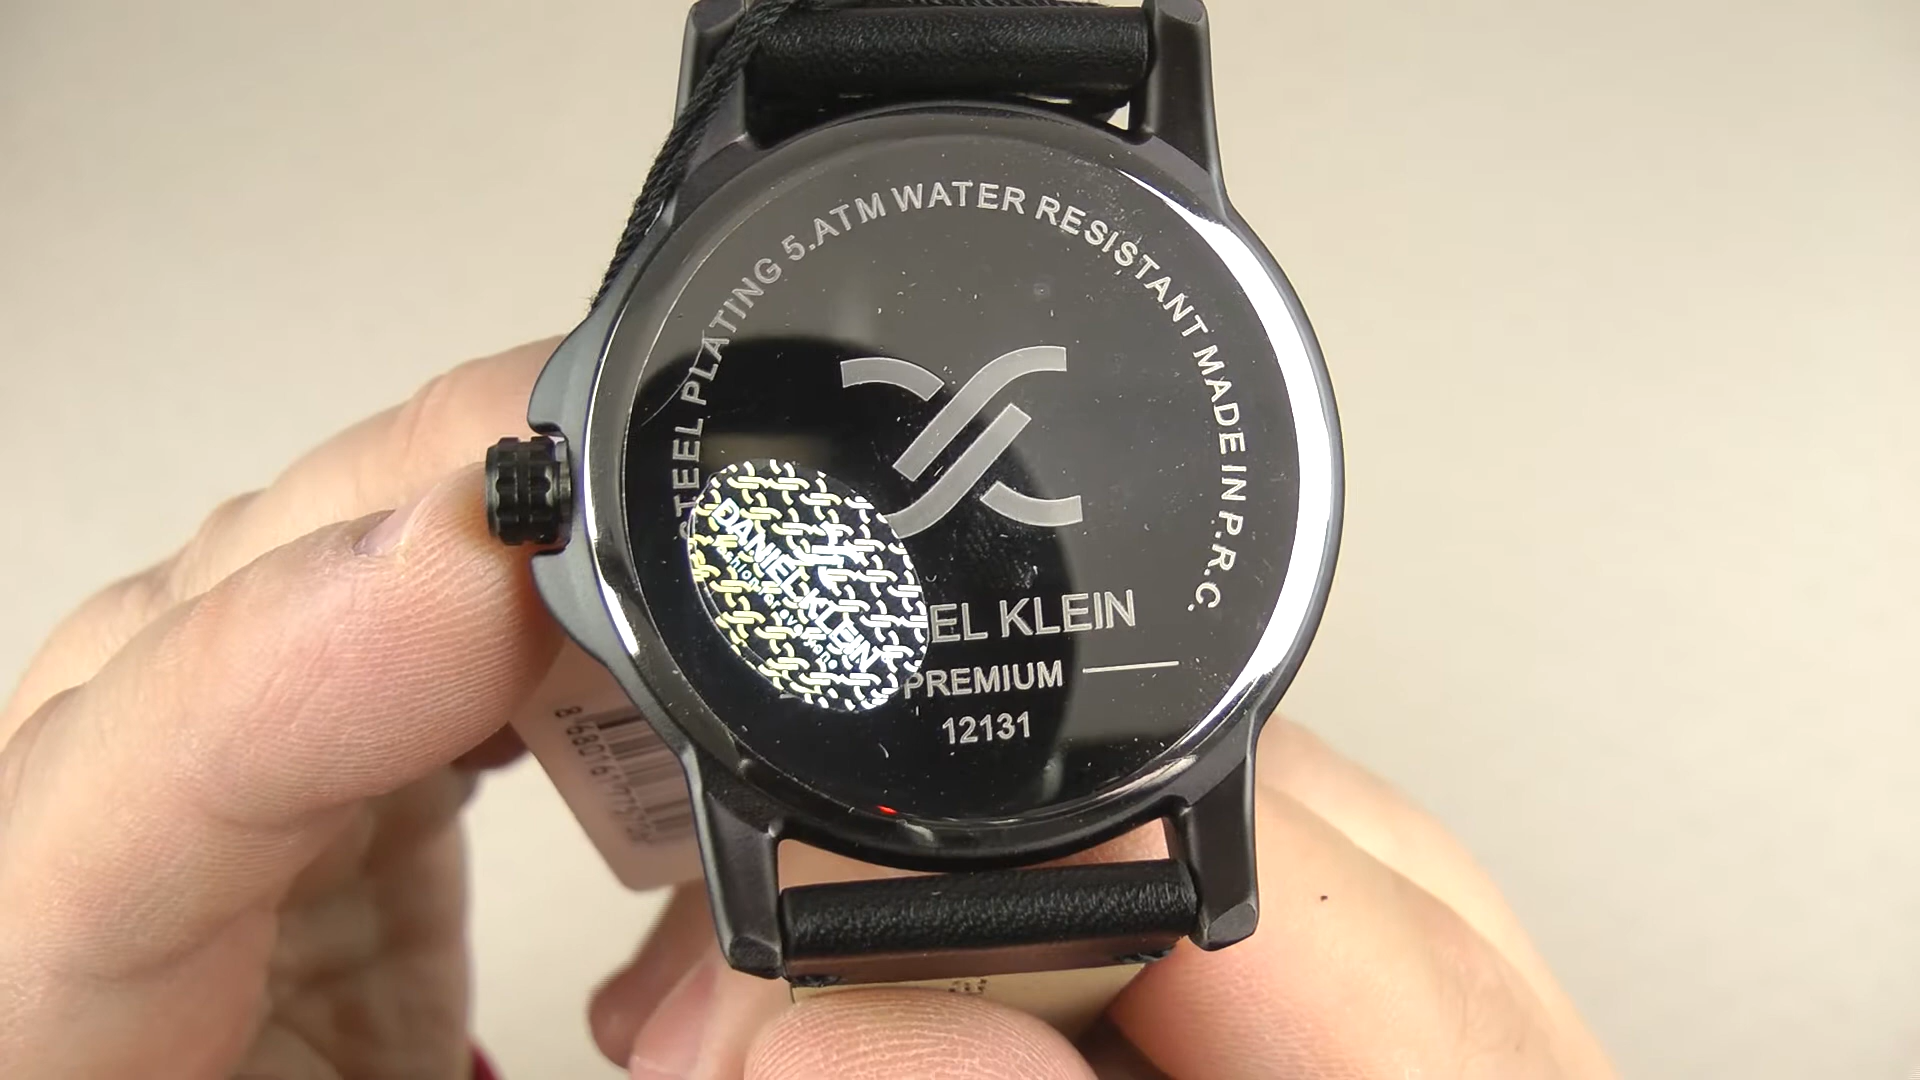 STEEL PLATING 5.ATM WATER RESISTANT MADE IN P.R.C.
DANIEL KLEIN
EL KLEIN
PREMIUM
12131